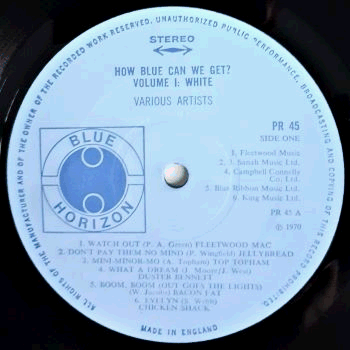 ALL RIGHTS OF THE MANUFACTURER AND OF THE OWNER OF THE RECORDED WORK RESERVED. UNAUTHORIZED PUBLIC PERFORMANCE, BROADCASTING AND COPYING OF THIS RECORD PROHIBITED.
STEREO
HOW BLUE CAN WE GET?
VOLUME I: WHITE
VARIOUS ARTISTS
PR 45
SIDE ONE
BLUE
HORIZON
1. Fleetwood Music
2, 3. Sarsih Music Ltd.
4. Campbell Connelly
Co. Ltd.
5. Blue Ribbon Music Ltd.
6. King Music Ltd.
PR 45 A
℗ 1970
1. WATCH OUT (P. A. Green) FLEETWOOD MAC
2. DON'T PAY THEM NO MIND (P. Wingfield) JELLYBREAD
3. MINI-MINOR-MO (A. Topham) TOP TOPHAM
4. WHAT A DREAM (J. Moore/J. West)
DUSTER BENNETT
5. BOOM, BOOM (OUT GOES THE LIGHTS)
(W. Jacobs) BACON FAT
6. EVELYN (S. Webb)
CHICKEN SHACK
MADE IN ENGLAND